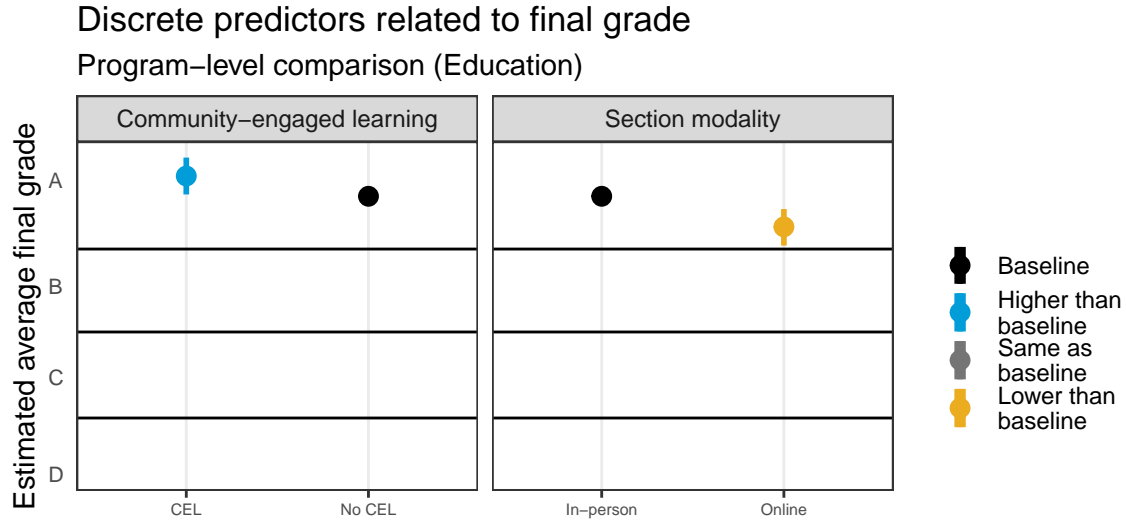 Discrete predictors related to final grade
Program−level comparison (Education)
Community−engaged learning
Section modality
Estimated average final grade
A
B
C
D
CEL
No CEL
In−person
Online
Baseline
Higher than
baseline
Same as
baseline
Lower than
baseline